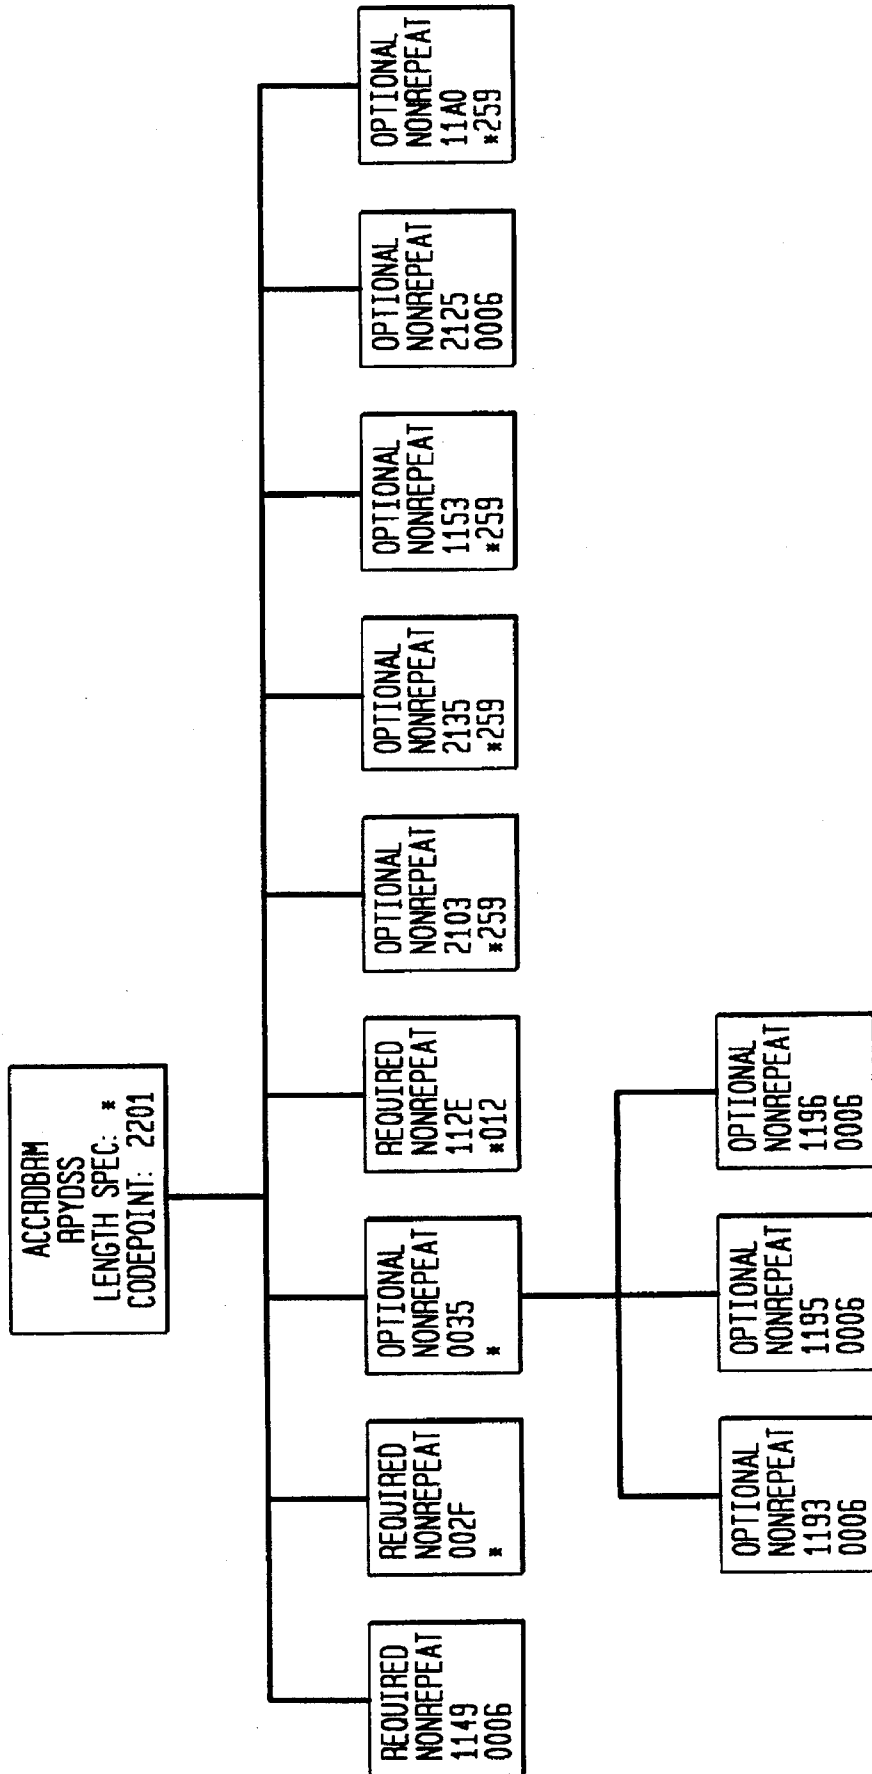 ACCRDBRM
RPYDSS
LENGTH SPEC: *
CODEPOINT: 2201
REQUIRED
NONREPEAT
1149
0006
REQUIRED
NONREPEAT
002F
*
OPTIONAL
NONREPEAT
0035
*
REQUIRED
NONREPEAT
112E
*012
OPTIONAL
NONREPEAT
2103
*259
OPTIONAL
NONREPEAT
2135
*259
OPTIONAL
NONREPEAT
1153
*259
OPTIONAL
NONREPEAT
2125
0006
OPTIONAL
NONREPEAT
11A0
*259
OPTIONAL
NONREPEAT
1193
0006
OPTIONAL
NONREPEAT
1195
0006
OPTIONAL
NONREPEAT
1196
0006